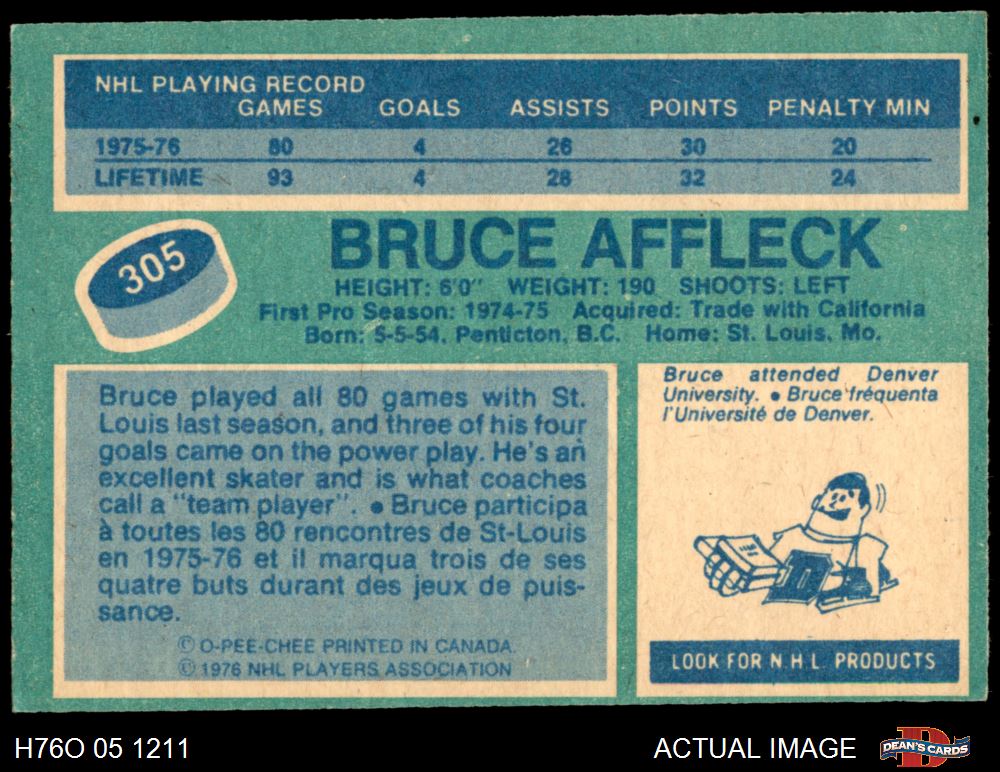 NHL PLAYING RECORD
GAMES GOALS ASSISTS POINTS PENALTY MIN
1975-76 80 4 26 30 20
LIFETIME 93 4 28 32 24
305
BRUCE AFFLECK
HEIGHT: 6'0" WEIGHT: 190 SHOOTS: LEFT
First Pro Season: 1974-75 Acquired: Trade with California
Born: 5-5-54, Penticton, B.C. Home: St. Louis, Mo.
Bruce played all 80 games with St.
Louis last season, and three of his four
goals came on the power play. He's an
excellent skater and is what coaches
call a "team player". • Bruce participa
à toutes les 80 rencontres de St-Louis
en 1975-76 et il marqua trois de ses
quatre buts durant des jeux de puis-
sance.
© O-PEE-CHEE PRINTED IN CANADA.
© 1976 NHL PLAYERS ASSOCIATION
Bruce attended Denver
University. • Bruce fréquenta
l'Université de Denver.
LOOK FOR N.H.L. PRODUCTS
H76O 05 1211
ACTUAL IMAGE
D
DEAN'S CARDS